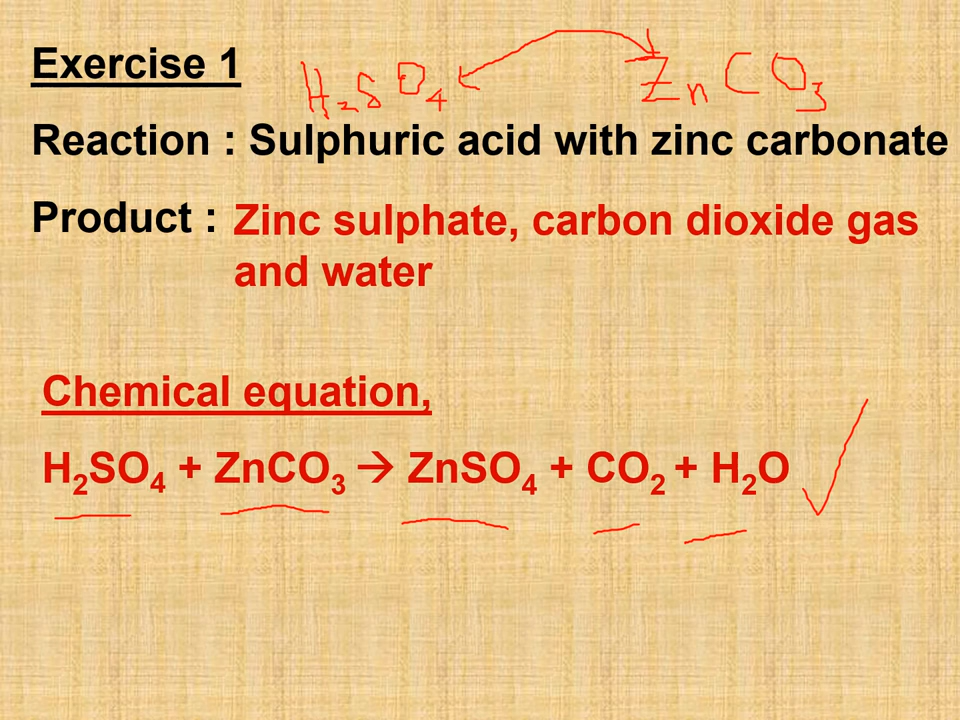 Exercise 1
H₂SO₄ ZnCO₃
Reaction : Sulphuric acid with zinc carbonate
Product : Zinc sulphate, carbon dioxide gas
and water
Chemical equation,
H₂SO₄ + ZnCO₃ → ZnSO₄ + CO₂ + H₂O